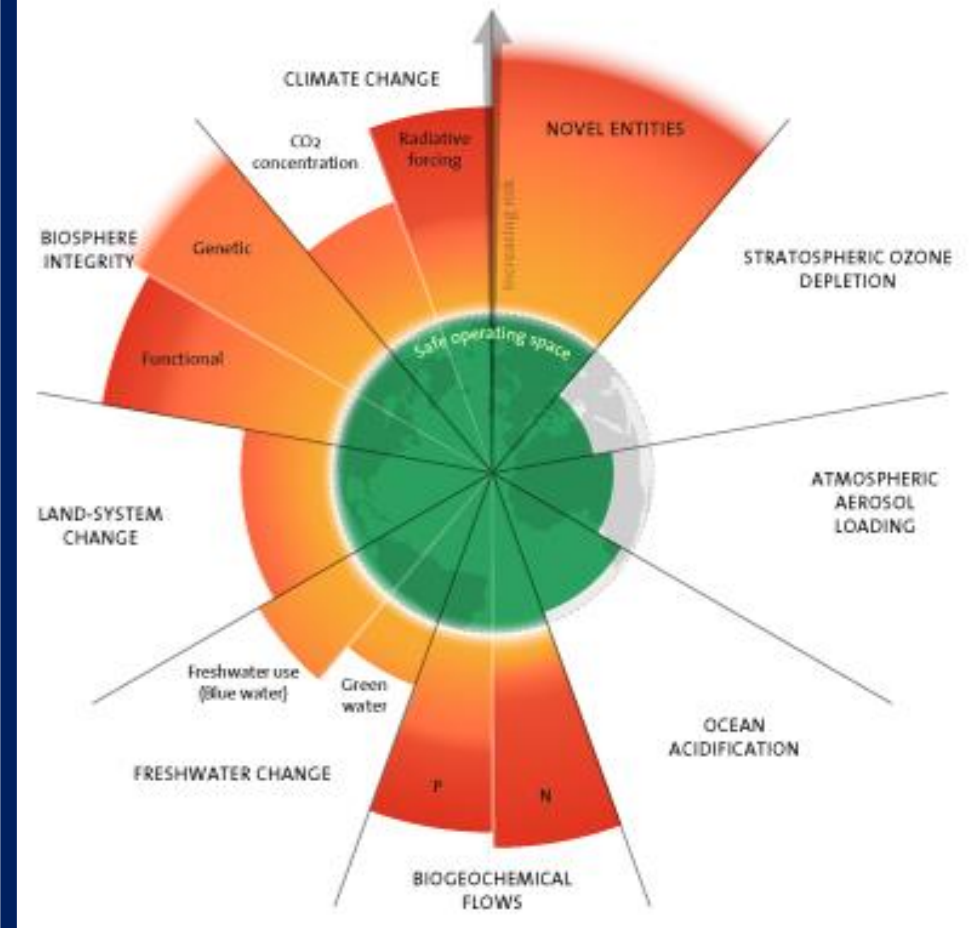 CLIMATE CHANGE
CO2
concentration
Radiative
forcing
NOVEL ENTITIES
Increasing risk
BIOSPHERE
INTEGRITY
Genetic
Functional
STRATOSPHERIC OZONE
DEPLETION
Safe operating space
ATMOSPHERIC
AEROSOL
LOADING
LAND-SYSTEM
CHANGE
Freshwater use
(Blue water)
Green
water
OCEAN
ACIDIFICATION
FRESHWATER CHANGE
P
N
BIOGEOCHEMICAL
FLOWS